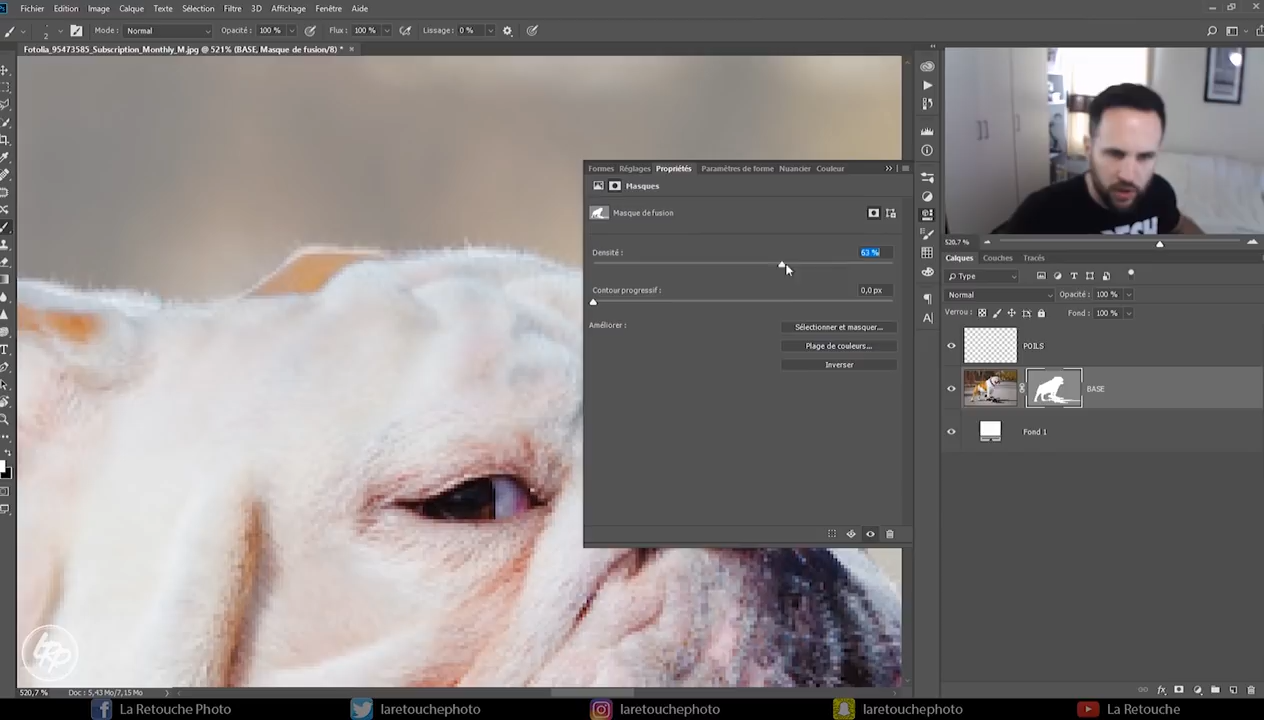 Fichier Edition Image Calque Texte Sélection Filtre 3D Affichage Fenêtre Aide
2 Mode : Normal Opacité : 100 % Flux : 100 % Lissage : 0 %
Fotolia_95473585_Subscription_Monthly_M.jpg @ 521% (BASE, Masque de fusion/8) *
Formes Réglages Propriétés Paramètres de forme Nuancier Couleur
Masques
Masque de fusion
Densité : 63 %
Contour progressif : 0,0 px
Améliorer : Sélectionner et masquer...
Plage de couleurs...
Inverser
520,7 %
Calques Couches Tracés
Type
Normal Opacité : 100 %
Verrou : Fond : 100 %
POILS
BASE
Fond 1
LRP
520,7 % Doc : 5,43 Mo/7,15 Mo
La Retouche Photo laretouchephoto laretouchephoto laretouchephoto La Retouche